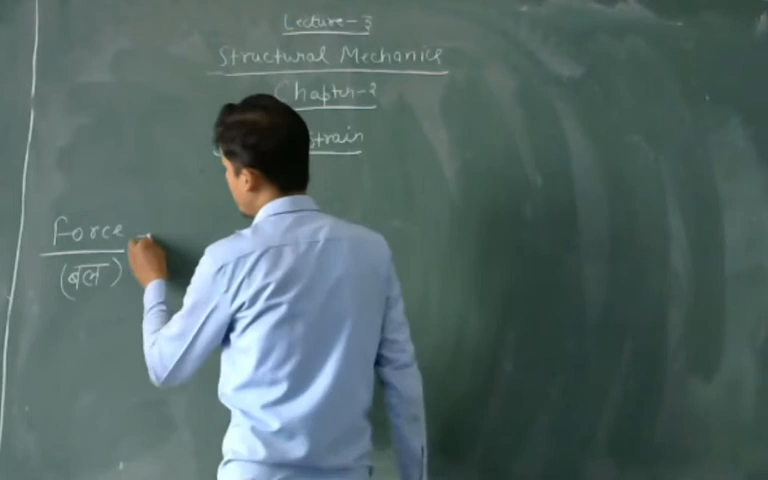 Lecture-3
Structural Mechanics
Chapter-2
strain
Force -
(बल)